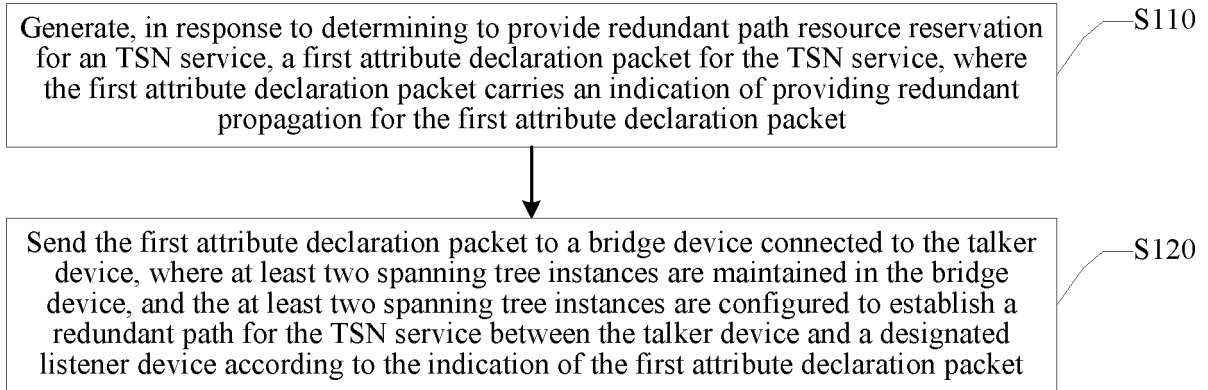 Generate, in response to determining to provide redundant path resource reservation
for an TSN service, a first attribute declaration packet for the TSN service, where
the first attribute declaration packet carries an indication of providing redundant
propagation for the first attribute declaration packet
S110
Send the first attribute declaration packet to a bridge device connected to the talker
device, where at least two spanning tree instances are maintained in the bridge
device, and the at least two spanning tree instances are configured to establish a
redundant path for the TSN service between the talker device and a designated
listener device according to the indication of the first attribute declaration packet
S120